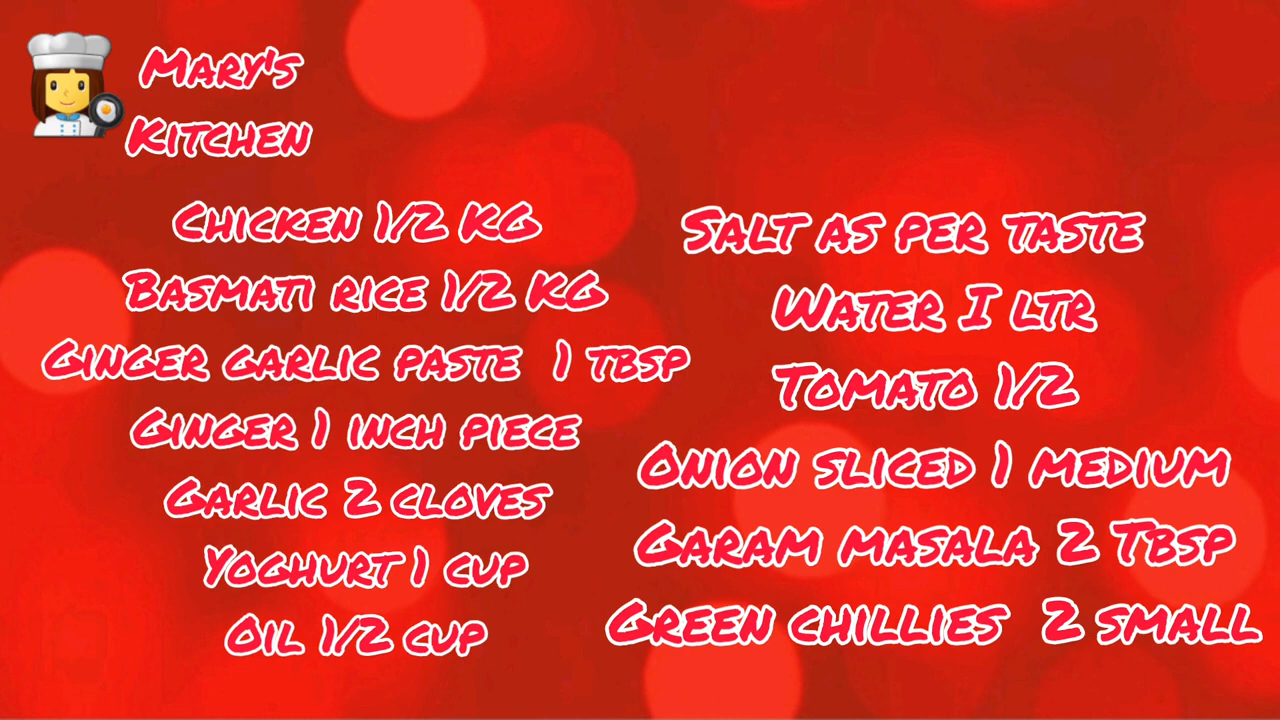 Mary's
Kitchen
Chicken 1/2 KG
Basmati rice 1/2 KG
Ginger garlic paste 1 tbsp
Ginger 1 inch piece
Garlic 2 cloves
Yoghurt 1 cup
Oil 1/2 cup
Salt as per taste
Water I ltr
Tomato 1/2
Onion sliced 1 medium
Garam masala 2 Tbsp
Green chillies 2 small